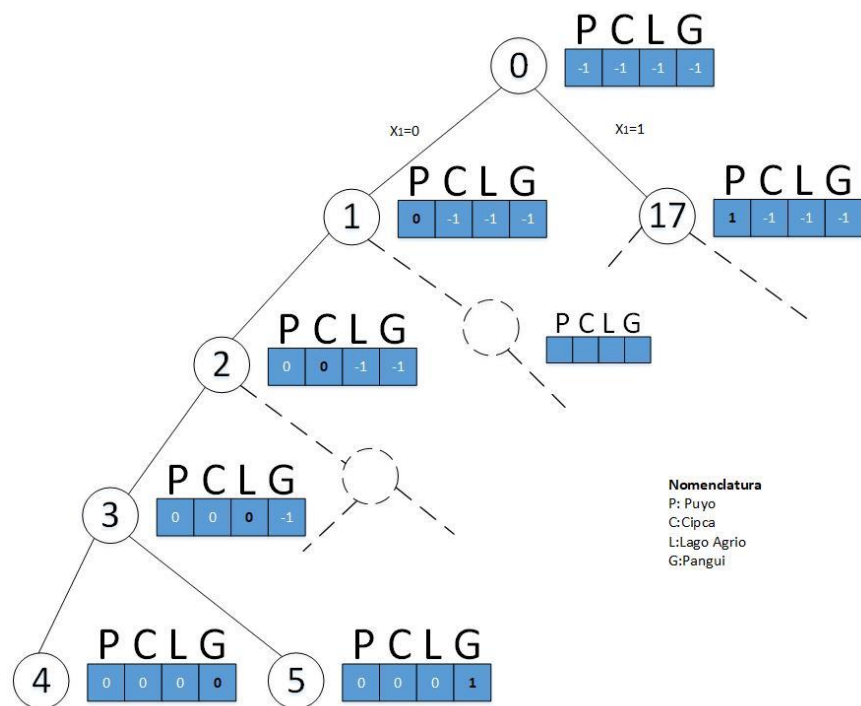 P C L G
0
-1 -1 -1 -1
X1=0
X1=1
P C L G
1
0 -1 -1 -1
P C L G
17
1 -1 -1 -1
P C L G
P C L G
2
0 0 -1 -1
P C L G
3
0 0 0 -1
Nomenclatura
P: Puyo
C:Cipca
L:Lago Agrio
G:Pangui
P C L G
4
0 0 0 0
P C L G
5
0 0 0 1